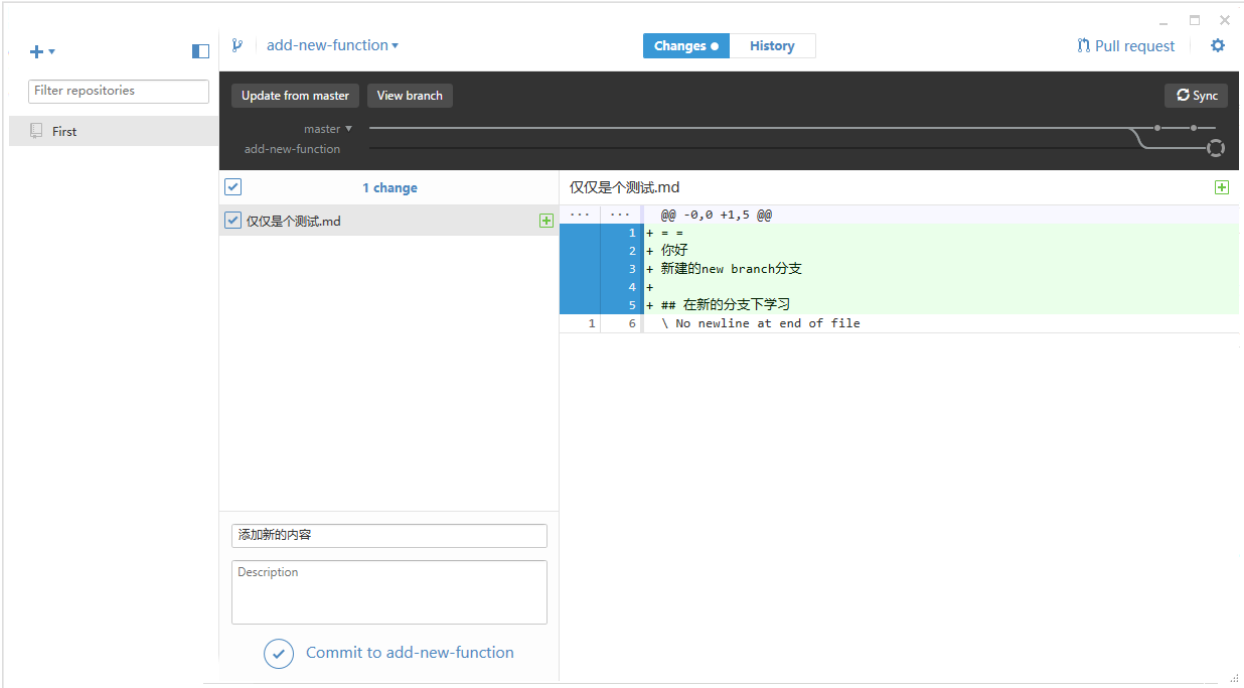 add-new-function
Changes
History
Pull request
Filter repositories
First
Update from master
View branch
Sync
master
add-new-function
1 change
仅仅是个测试.md
仅仅是个测试.md
··· ··· @@ -0,0 +1,5 @@
1 + = =
2 + 你好
3 + 新建的new branch分支
4 +
5 + ## 在新的分支下学习
1 6 \ No newline at end of file
添加新的内容
Description
Commit to add-new-function